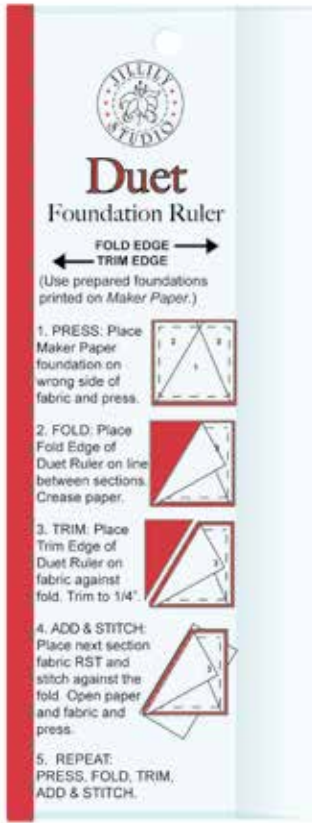 JILLILY
STUDIO
Duet
Foundation Ruler
FOLD EDGE
TRIM EDGE
(Use prepared foundations
printed on Maker Paper.)
1. PRESS: Place
Maker Paper
foundation on
wrong side of
fabric and press.
2 3
1
2. FOLD: Place
Fold Edge of
Duet Ruler on line
between sections.
Crease paper.
3. TRIM: Place
Trim Edge of
Duet Ruler on
fabric against
fold. Trim to 1/4".
4. ADD & STITCH:
Place next section
fabric RST and
stitch against the
fold. Open paper
and fabric and
press.
5. REPEAT:
PRESS, FOLD, TRIM,
ADD & STITCH.